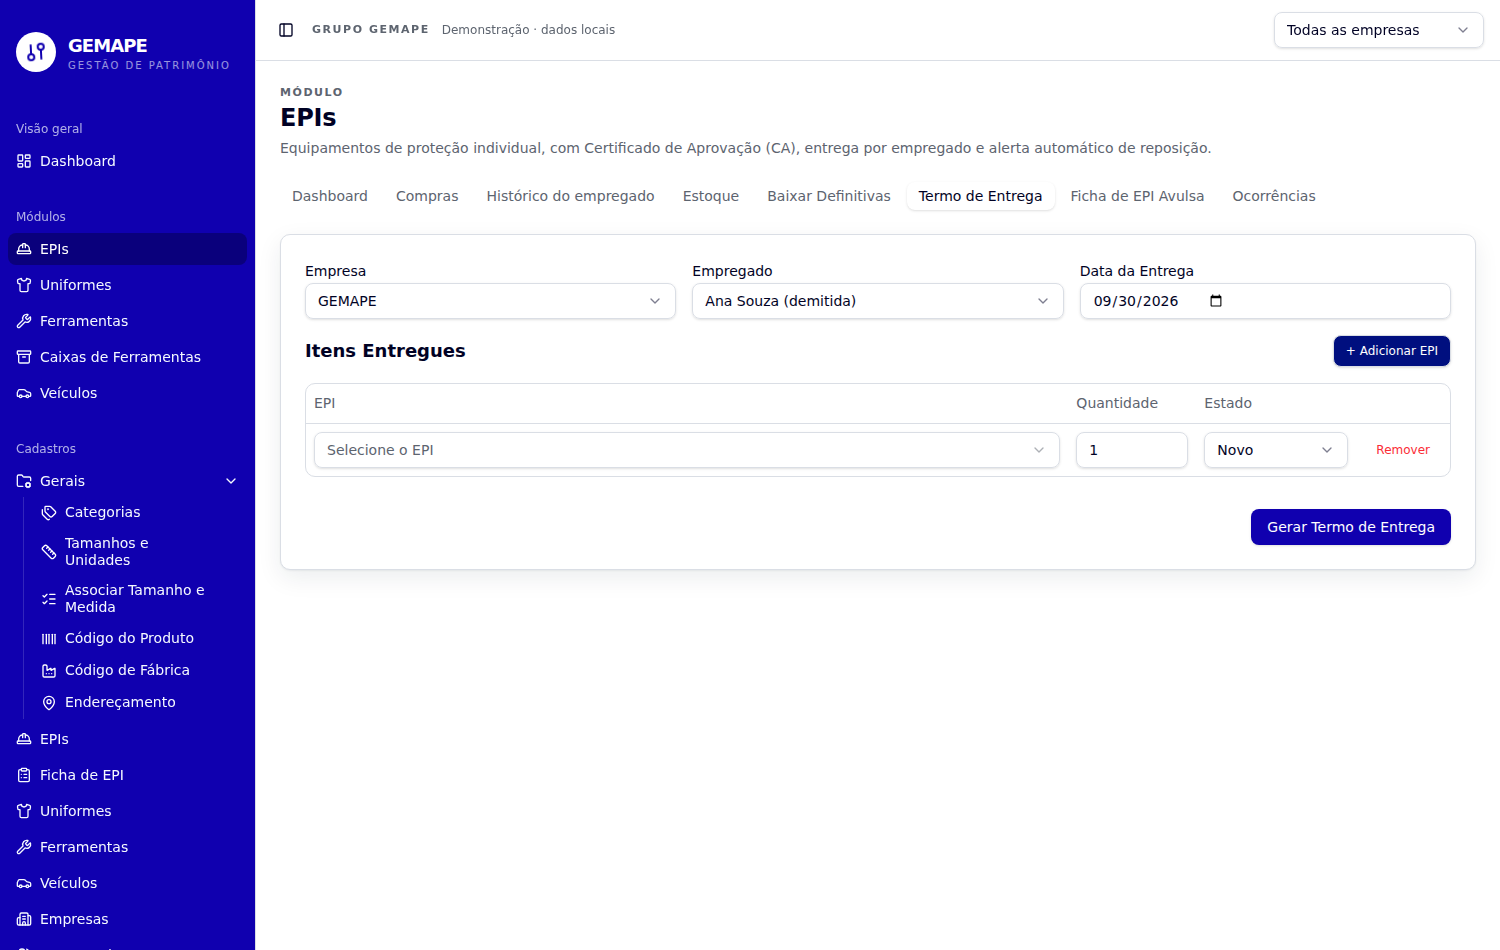 GEMAPE
GESTÃO DE PATRIMÔNIO
Visão geral
Dashboard
Módulos
EPIs
Uniformes
Ferramentas
Caixas de Ferramentas
Veículos
Cadastros
Gerais
Categorias
Tamanhos e
Unidades
Associar Tamanho e
Medida
Código do Produto
Código de Fábrica
Endereçamento
EPIs
Ficha de EPI
Uniformes
Ferramentas
Veículos
Empresas
GRUPO GEMAPE Demonstração · dados locais
Todas as empresas
MÓDULO
EPIs
Equipamentos de proteção individual, com Certificado de Aprovação (CA), entrega por empregado e alerta automático de reposição.
Dashboard Compras Histórico do empregado Estoque Baixar Definitivas Termo de Entrega Ficha de EPI Avulsa Ocorrências
Empresa Empregado Data da Entrega
GEMAPE Ana Souza (demitida) 09/30/2026
Itens Entregues + Adicionar EPI
EPI Quantidade Estado
Selecione o EPI 1 Novo Remover
Gerar Termo de Entrega